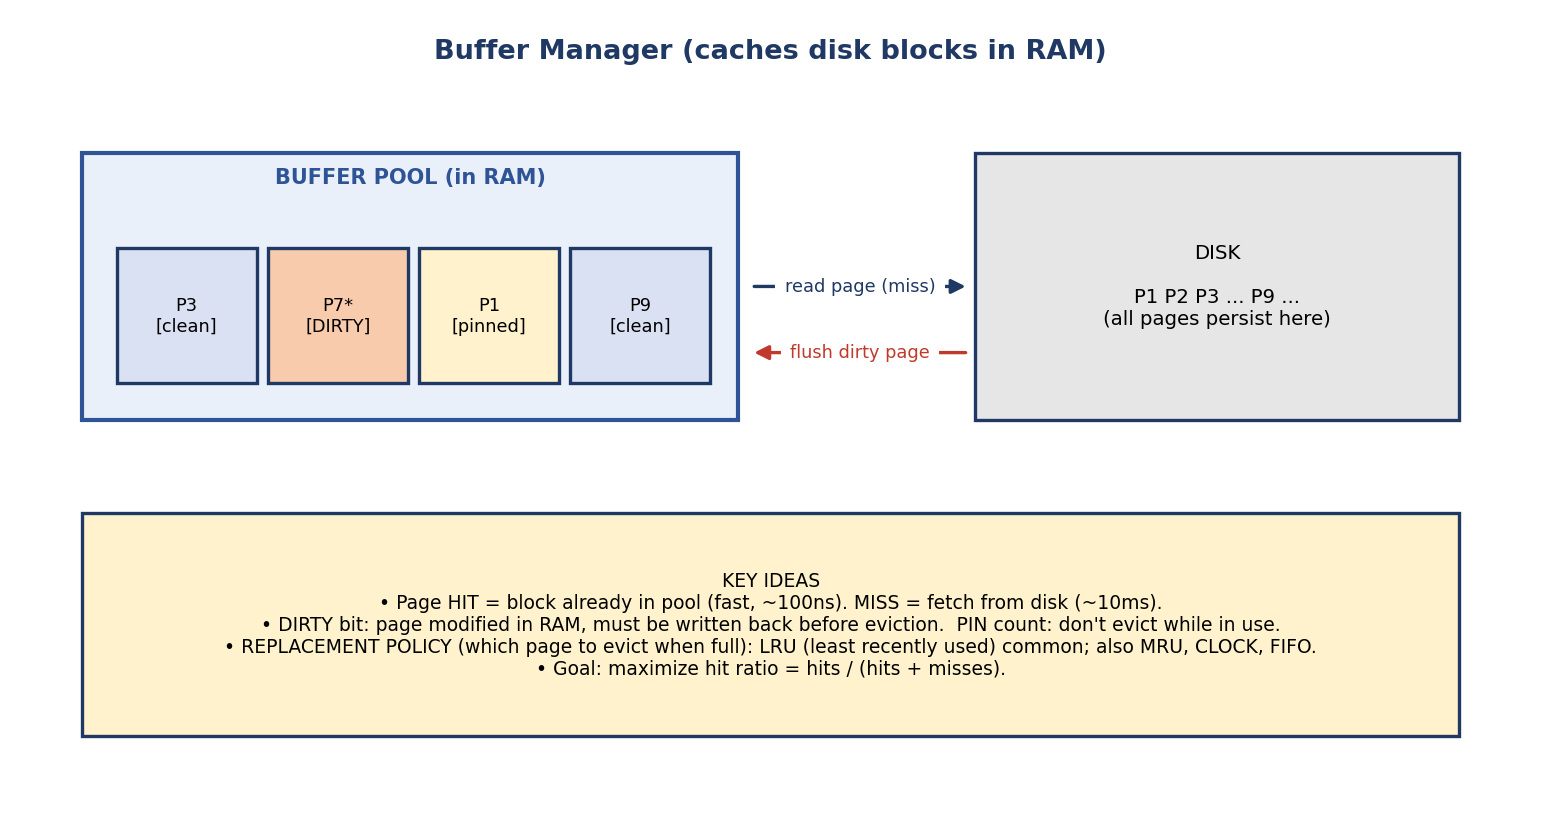 Buffer Manager (caches disk blocks in RAM)
BUFFER POOL (in RAM)
P3
[clean]
P7*
[DIRTY]
P1
[pinned]
P9
[clean]
read page (miss)
flush dirty page
DISK
P1 P2 P3 ... P9 ...
(all pages persist here)
KEY IDEAS
• Page HIT = block already in pool (fast, ~100ns). MISS = fetch from disk (~10ms).
• DIRTY bit: page modified in RAM, must be written back before eviction.  PIN count: don't evict while in use.
• REPLACEMENT POLICY (which page to evict when full): LRU (least recently used) common; also MRU, CLOCK, FIFO.
• Goal: maximize hit ratio = hits / (hits + misses).